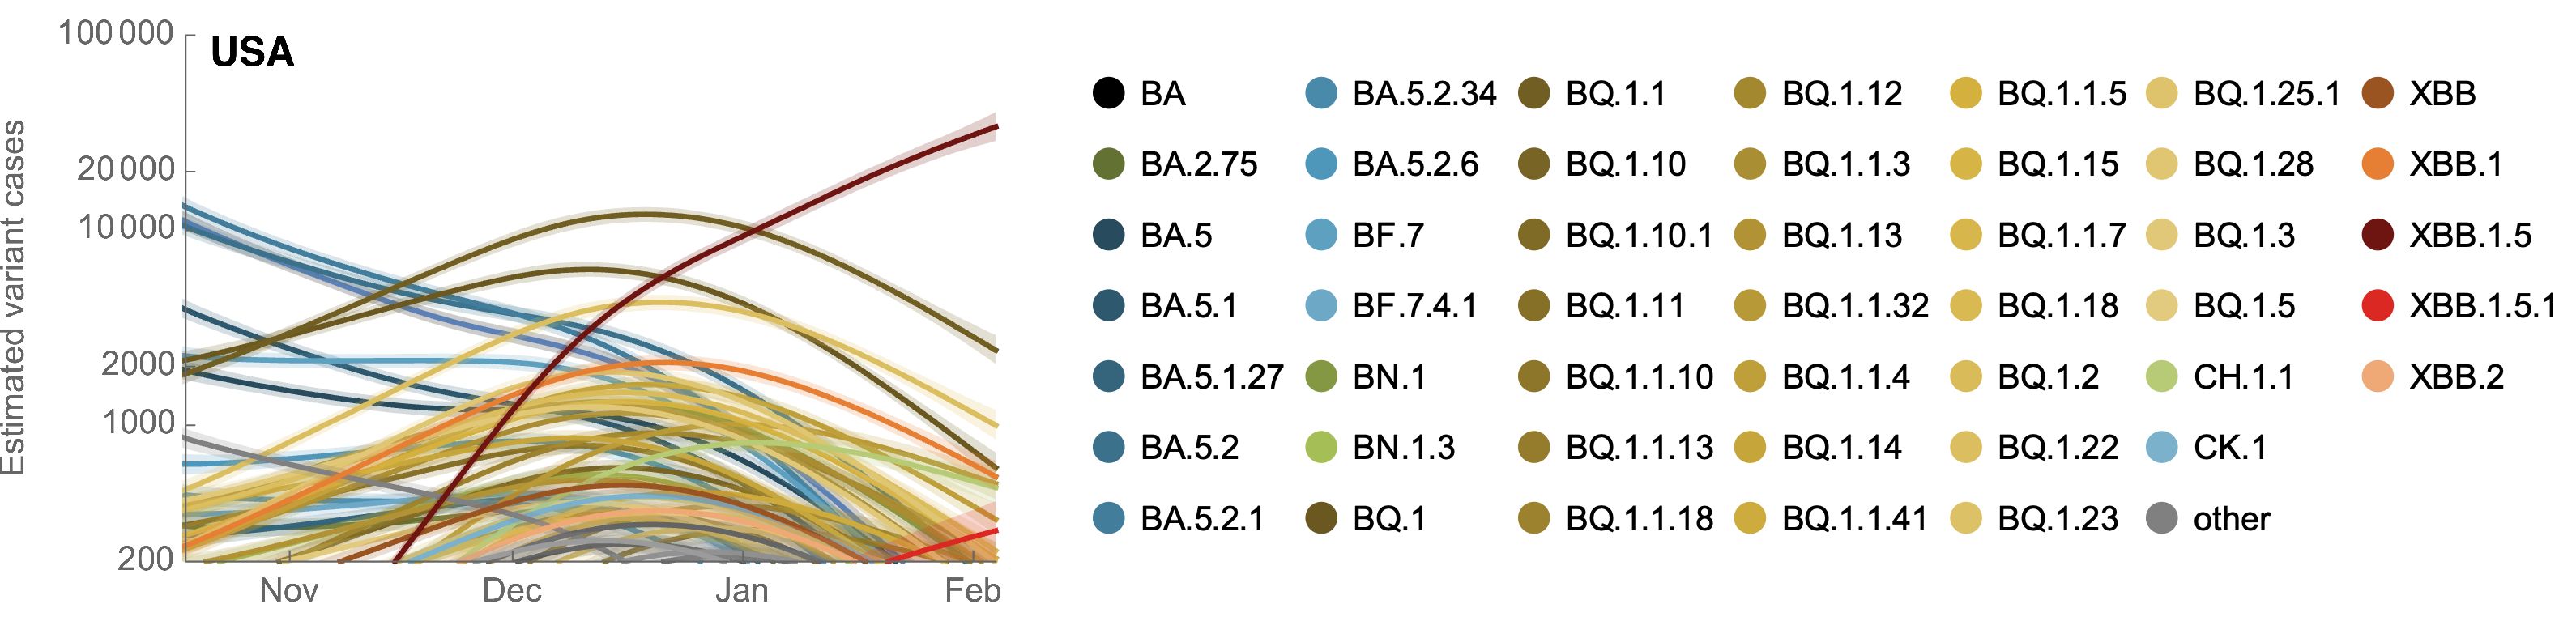 100 000
USA
20 000
10 000
2000
1000
200
Estimated variant cases
Nov Dec Jan Feb
BA BA.5.2.34 BQ.1.1 BQ.1.12 BQ.1.1.5 BQ.1.25.1 XBB
BA.2.75 BA.5.2.6 BQ.1.10 BQ.1.1.3 BQ.1.15 BQ.1.28 XBB.1
BA.5 BF.7 BQ.1.10.1 BQ.1.13 BQ.1.1.7 BQ.1.3 XBB.1.5
BA.5.1 BF.7.4.1 BQ.1.11 BQ.1.1.32 BQ.1.18 BQ.1.5 XBB.1.5.1
BA.5.1.27 BN.1 BQ.1.1.10 BQ.1.1.4 BQ.1.2 CH.1.1 XBB.2
BA.5.2 BN.1.3 BQ.1.1.13 BQ.1.14 BQ.1.22 CK.1
BA.5.2.1 BQ.1 BQ.1.1.18 BQ.1.1.41 BQ.1.23 other